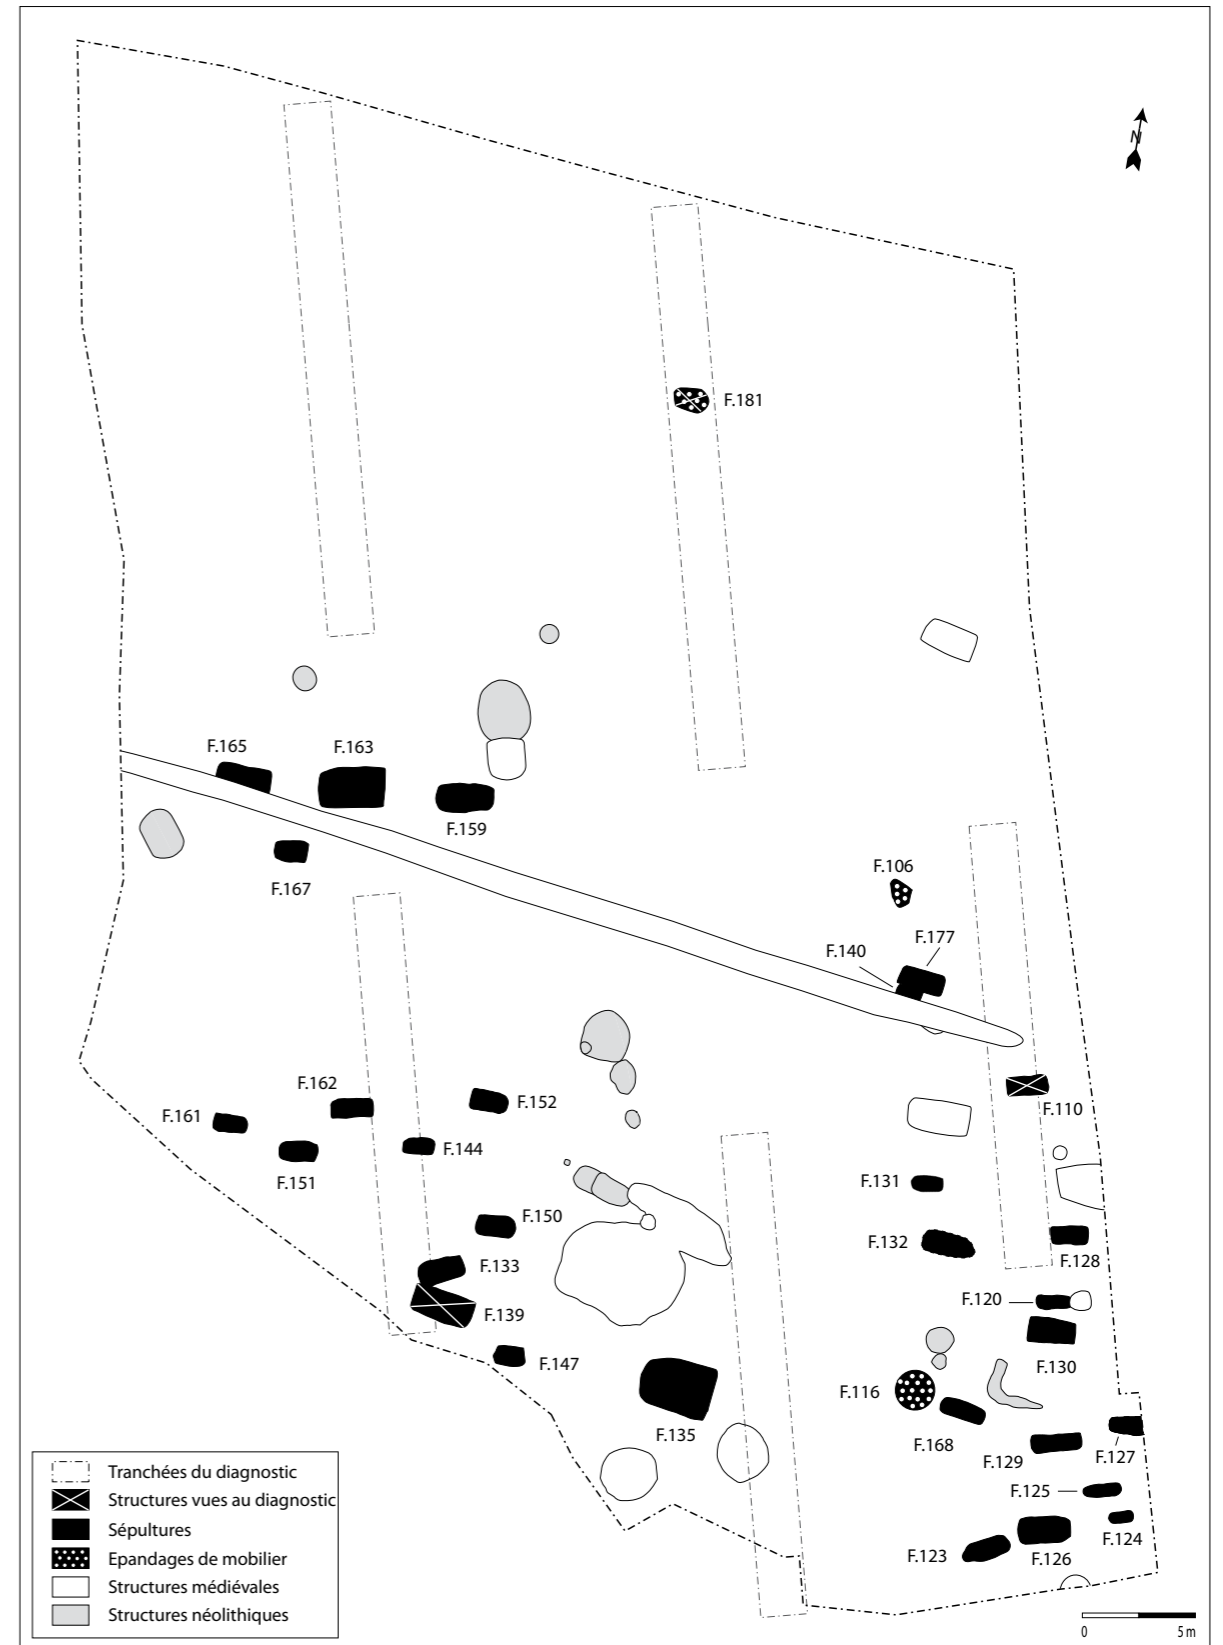 N
F.181
F.165
F.163
F.159
F.167
F.106
F.177
F.140
F.110
F.162
F.161
F.152
F.151
F.144
F.131
F.150
F.132
F.128
F.133
F.139
F.120
F.130
F.147
F.116
F.135
F.168
F.129
F.127
F.125
F.124
F.123
F.126
Tranchées du diagnostic
Structures vues au diagnostic
Sépultures
Epandages de mobilier
Structures médiévales
Structures néolithiques
0 5 m